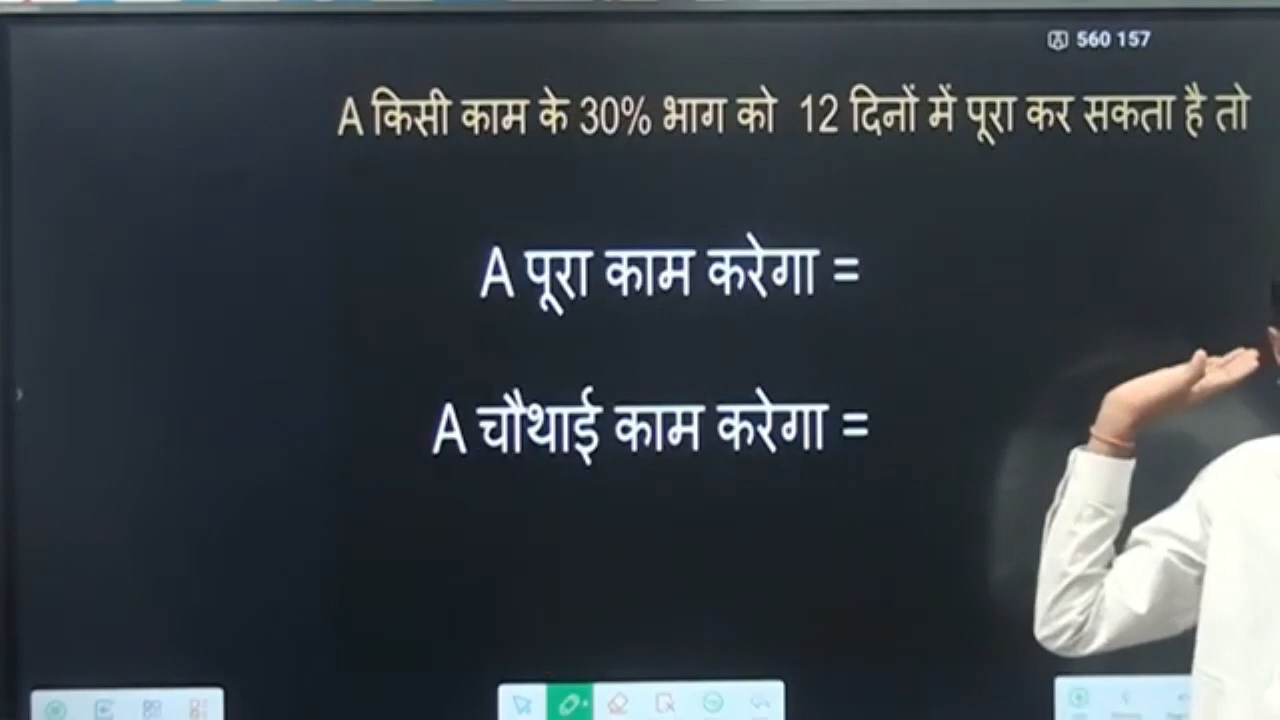 560 157
A किसी काम के 30% भाग को 12 दिनों में पूरा कर सकता है तो
A पूरा काम करेगा =
A चौथाई काम करेगा =